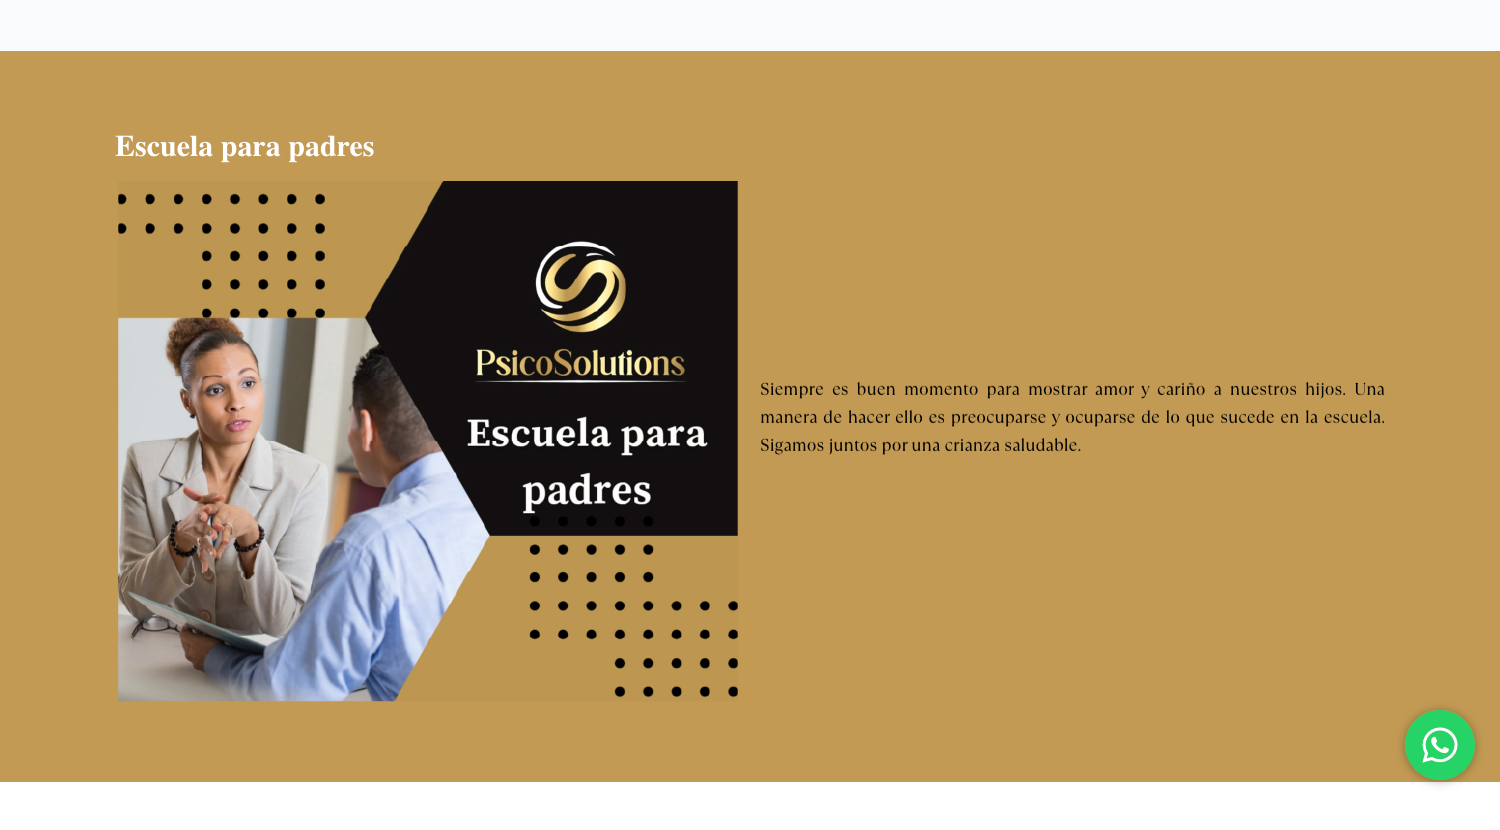 Escuela para padres
PsicoSolutions
Escuela para
padres
Siempre es buen momento para mostrar amor y cariño a nuestros hijos. Una
manera de hacer ello es preocuparse y ocuparse de lo que sucede en la escuela.
Sigamos juntos por una crianza saludable.